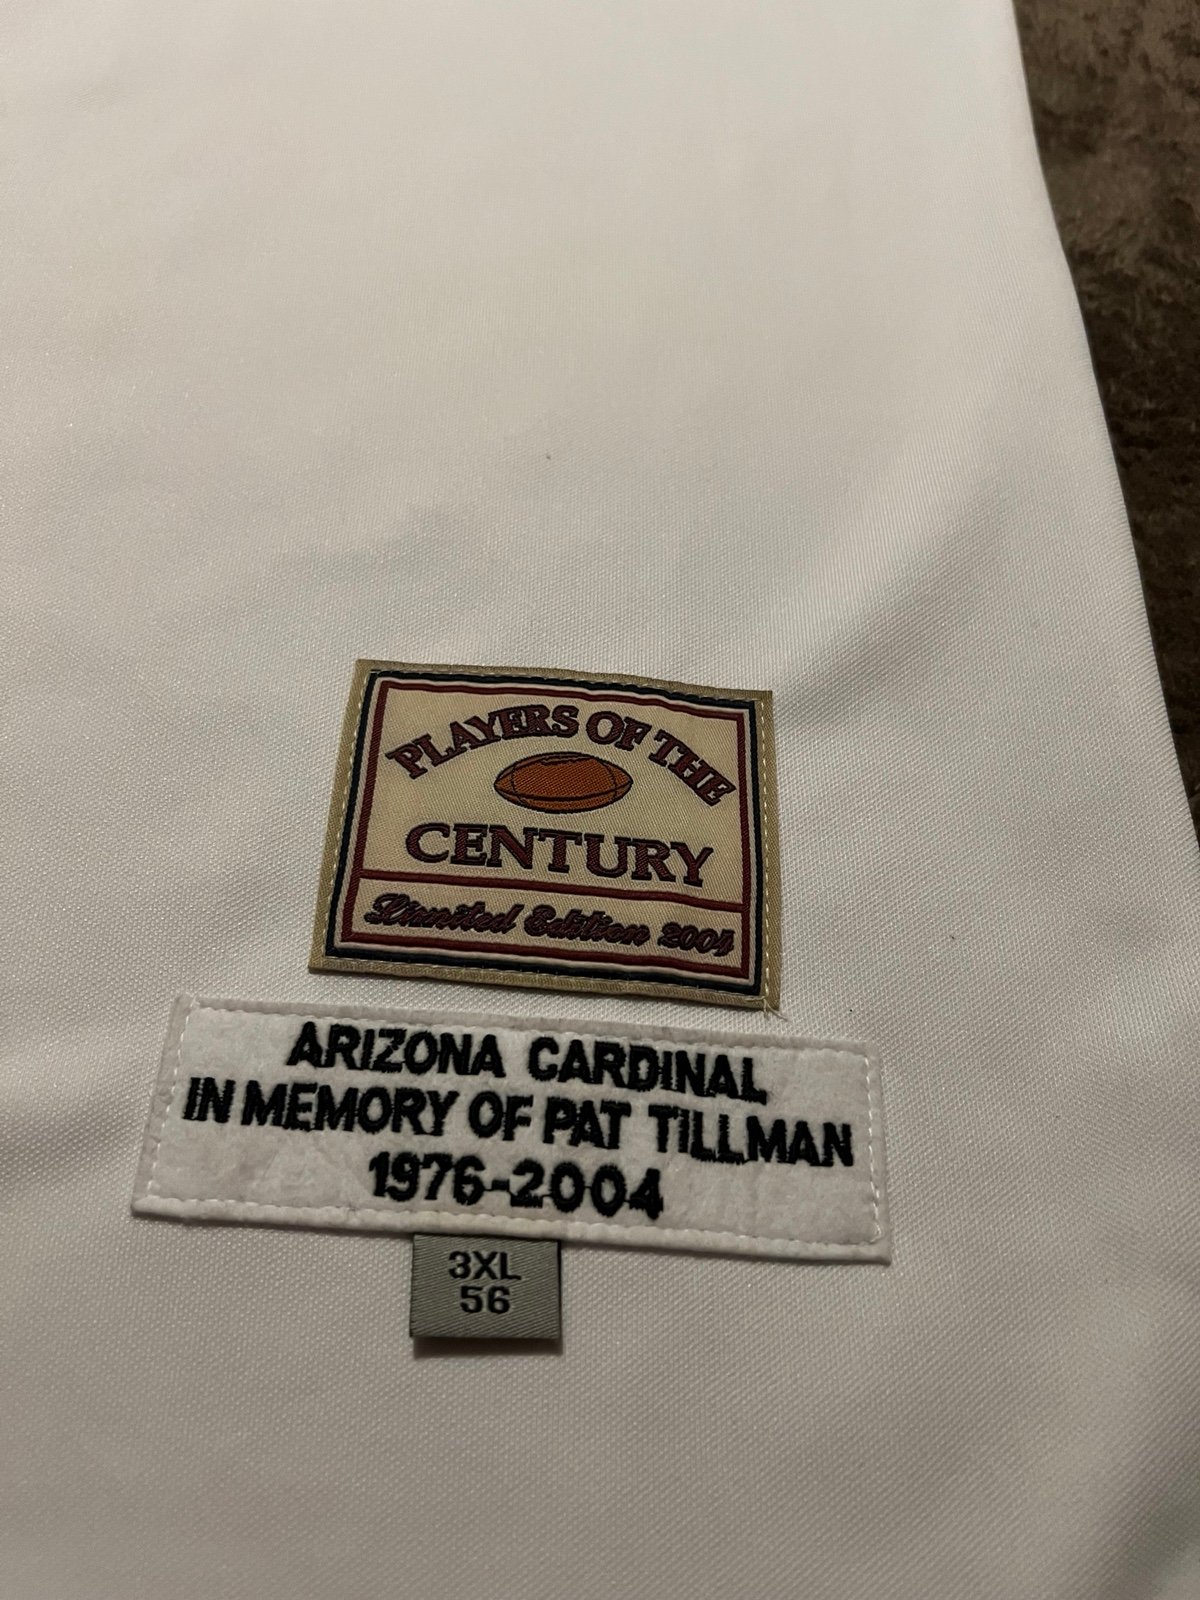 PLAYERS OF THE
CENTURY
Limited Edition 2004
ARIZONA CARDINAL
IN MEMORY OF PAT TILLMAN
1976-2004
3XL
56